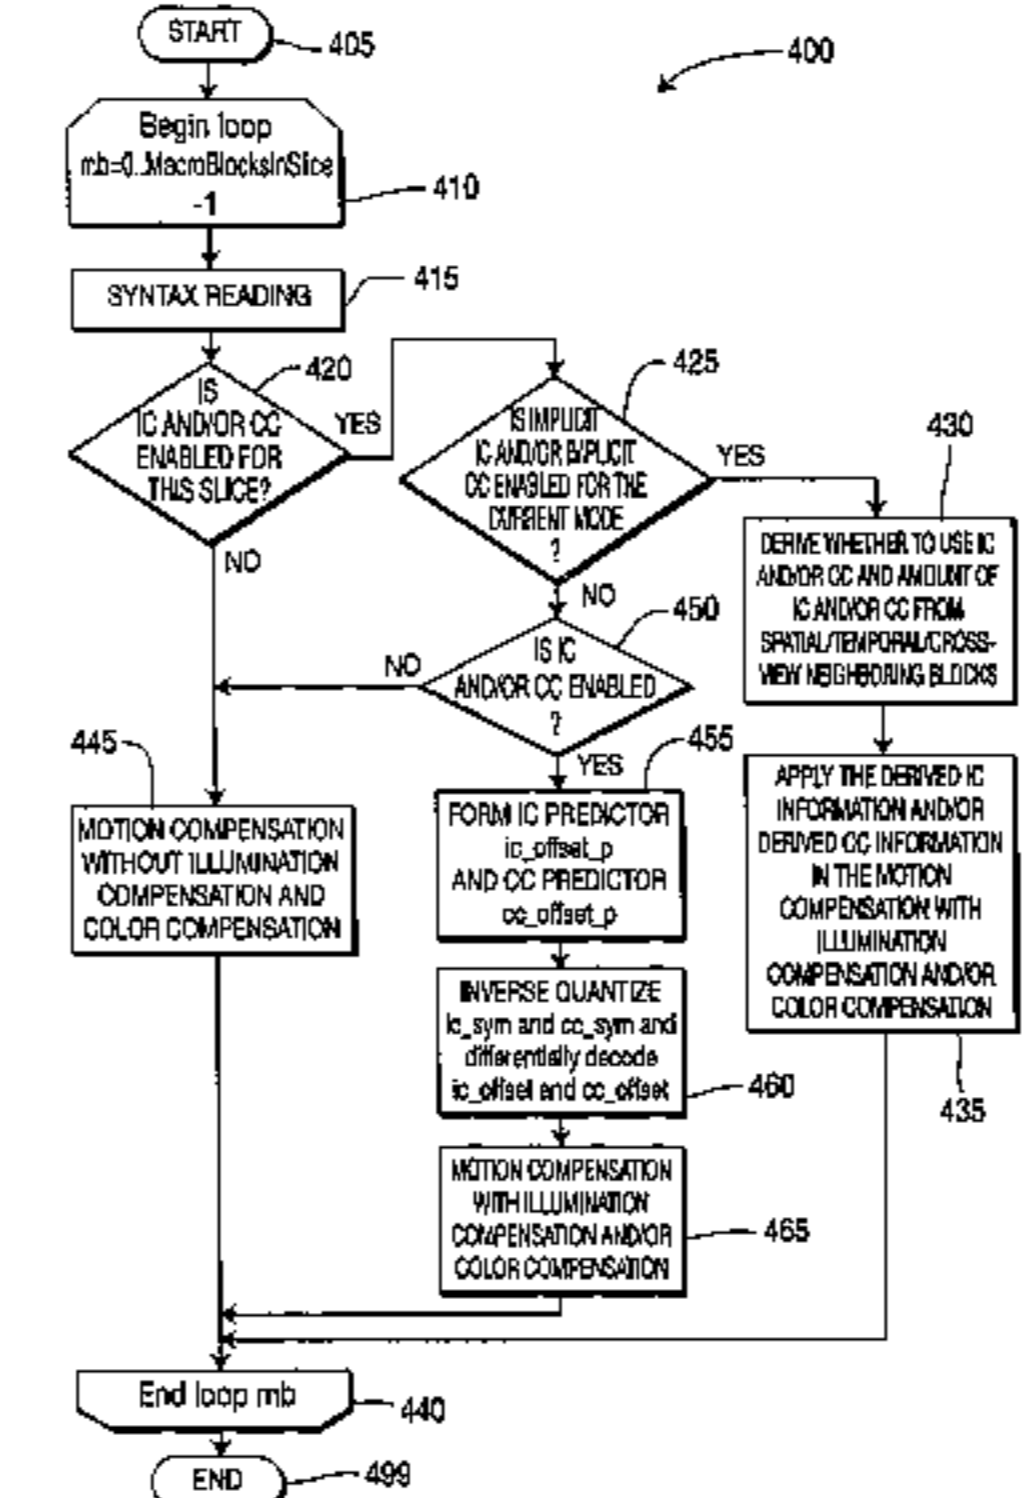 START
405
400
Begin loop
mb=0..MacroBlocksInSlice
-1
410
SYNTAX READING
415
IS
IC AND/OR CC
ENABLED FOR
THIS SLICE?
420
YES
NO
IS IMPLICIT
IC AND/OR IMPLICIT
CC ENABLED FOR THE
CURRENT MODE
?
425
YES
NO
430
DERIVE WHETHER TO USE IC
AND/OR CC AND AMOUNT OF
IC AND/OR CC FROM
SPATIAL/TEMPORAL/CROSS-
VIEW NEIGHBORING BLOCKS
IS IC
AND/OR CC ENABLED
?
450
NO
YES
445
MOTION COMPENSATION
WITHOUT ILLUMINATION
COMPENSATION AND
COLOR COMPENSATION
455
FORM IC PREDICTOR
ic_offset_p
AND CC PREDICTOR
cc_offset_p
APPLY THE DERIVED IC
INFORMATION AND/OR
DERIVED CC INFORMATION
IN THE MOTION
COMPENSATION WITH
ILLUMINATION
COMPENSATION AND/OR
COLOR COMPENSATION
435
INVERSE QUANTIZE
ic_sym and cc_sym and
differentially decode
ic_offset and cc_offset
460
MOTION COMPENSATION
WITH ILLUMINATION
COMPENSATION AND/OR
COLOR COMPENSATION
465
End loop mb
440
END
499